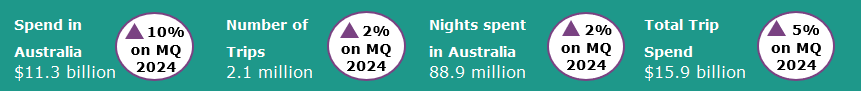 Spend in
Australia
$11.3 billion
10%
on MQ
2024
Number of
Trips
2.1 million
2%
on MQ
2024
Nights spent
in Australia
88.9 million
2%
on MQ
2024
Total Trip
Spend
$15.9 billion
5%
on MQ
2024